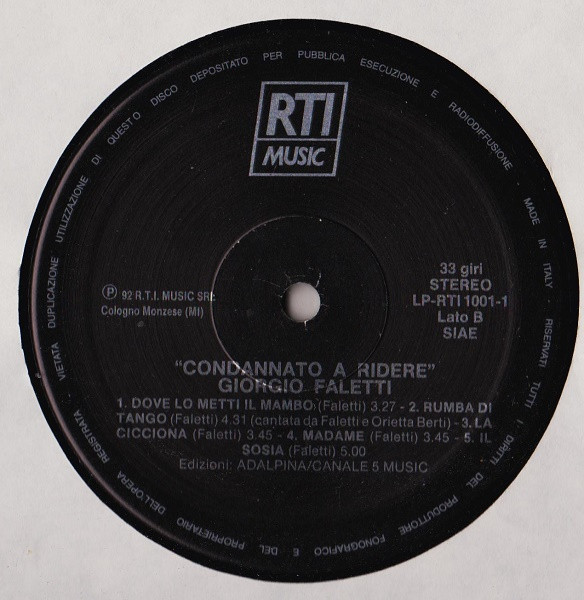 RTI
MUSIC
Ⓟ 92 R.T.I. MUSIC SRL
Cologno Monzese (MI)
33 giri
STEREO
LP-RTI 1001-1
Lato B
SIAE
"CONDANNATO A RIDERE"
GIORGIO FALETTI
1. DOVE LO METTI IL MAMBO (Faletti) 3.27 - 2. RUMBA DI
TANGO (Faletti) 4.31 (cantata da Faletti e Orietta Berti) - 3. LA
CICCIONA (Faletti) 3.45 - 4. MADAME (Faletti) 3.45 - 5. IL
SOSIA (Faletti) 5.00
Edizioni: ADALPINA/CANALE 5 MUSIC
VIETATA DUPLICAZIONE UTILIZZAZIONE DI QUESTO DISCO DEPOSITATO PER PUBBLICA ESECUZIONE E RADIODIFFUSIONE - MADE IN ITALY - RISERVATI TUTTI I DIRITTI DEL PRODUTTORE FONOGRAFICO E DEL PROPRIETARIO DELL'OPERA REGISTRATA